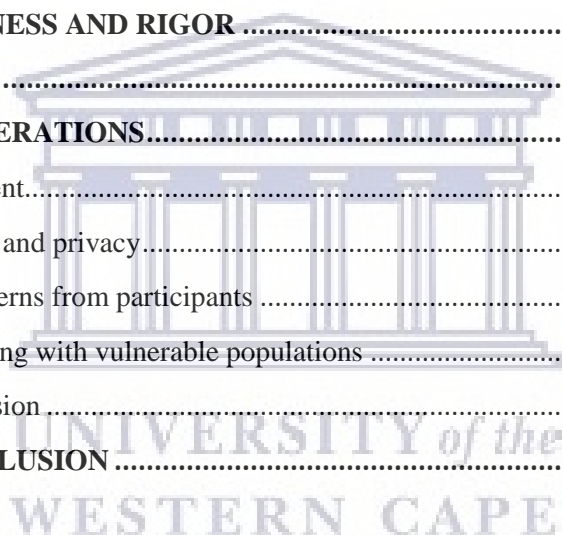 NESS AND RIGOR ........................................
................................................................................
ERATIONS......................................................
ent................................................................................
and privacy................................................................
erns from participants ........................................
ng with vulnerable populations ........................
sion ................................................................................
UNIVERSITY of the
LUSION ................................................................
WESTERN CAPE